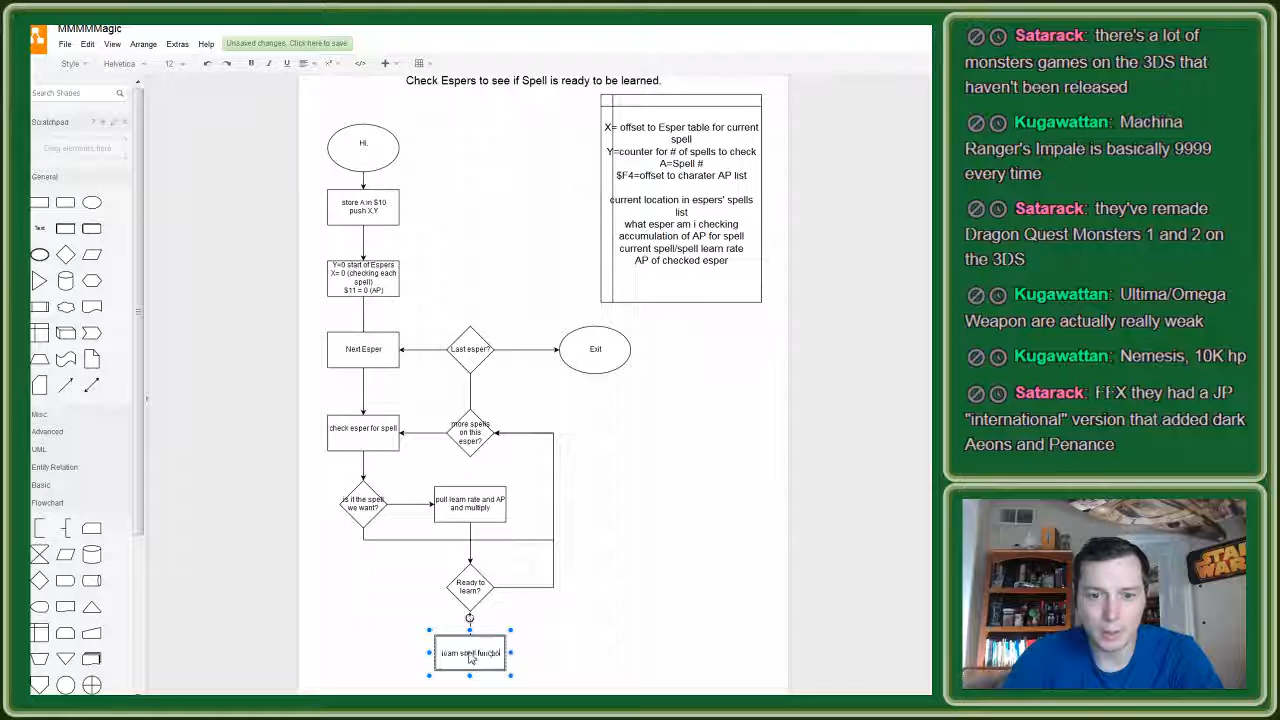 MMMMMagic
File Edit View Arrange Extras Help Unsaved changes. Click here to save
Style Helvetica 12
Check Espers to see if Spell is ready to be learned.
Search Shapes
Scratchpad
Drag elements here
General
Text
Misc
Advanced
UML
Entity Relation
Basic
Flowchart
Hi.
store A in $10
push X,Y
Y=0 start of Espers
X= 0 (checking each
spell)
$11 = 0 (AP)
Next Esper
Last esper?
Exit
check esper for spell
more spells
on this
esper?
is it the spell
we want?
pull learn rate and AP
and multiply
Ready to
learn?
learn spell function
X= offset to Esper table for current
spell
Y=counter for # of spells to check
A=Spell #
$F4=offset to charater AP list
current location in espers' spells
list
what esper am i checking
accumulation of AP for spell
current spell/spell learn rate
AP of checked esper
Satarack: there's a lot of
monsters games on the 3DS that
haven't been released
Kugawattan: Machina
Ranger's Impale is basically 9999
every time
Satarack: they've remade
Dragon Quest Monsters 1 and 2 on
the 3DS
Kugawattan: Ultima/Omega
Weapon are actually really weak
Kugawattan: Nemesis, 10K hp
Satarack: FFX they had a JP
"international" version that added dark
Aeons and Penance
STAR
WARS